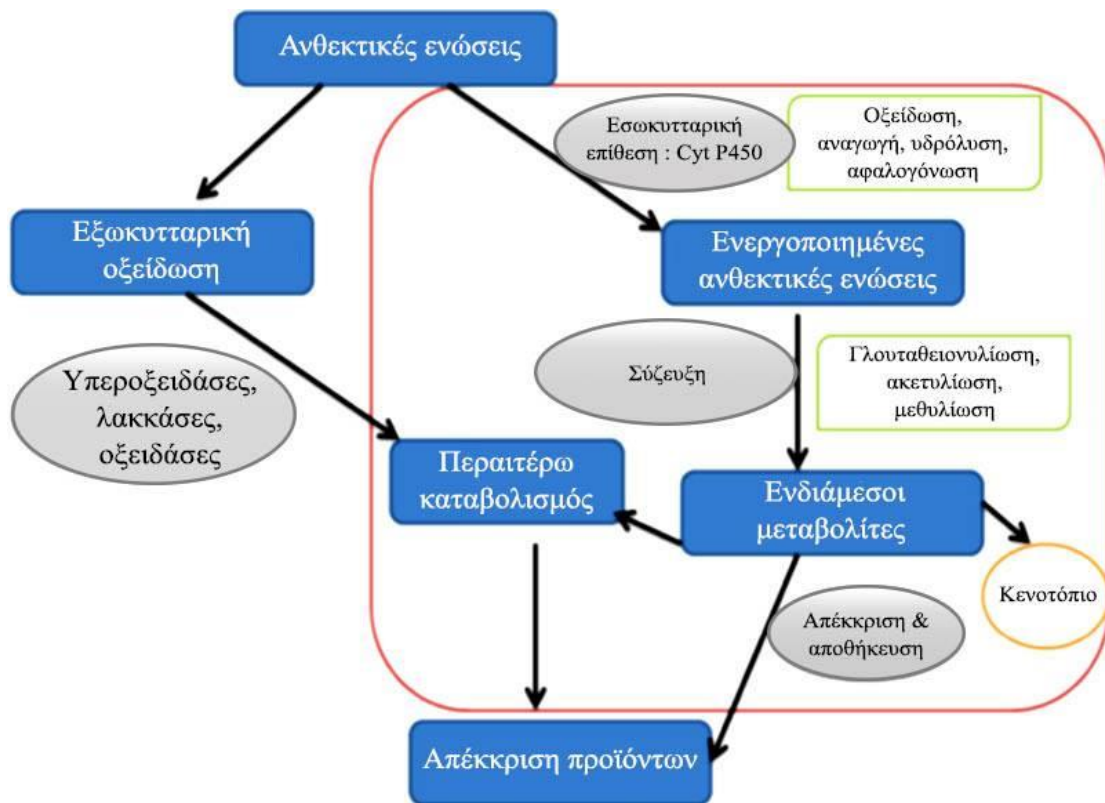 Ανθεκτικές ενώσεις
Εσωκυτταρική
επίθεση : Cyt P450
Οξείδωση,
αναγωγή, υδρόλυση,
αφαλογόνωση
Εξωκυτταρική
οξείδωση
Ενεργοποιημένες
ανθεκτικές ενώσεις
Υπεροξειδάσες,
λακκάσες,
οξειδάσες
Σύζευξη
Γλουταθειονυλίωση,
ακετυλίωση,
μεθυλίωση
Περαιτέρω
καταβολισμός
Ενδιάμεσοι
μεταβολίτες
Κενοτόπιο
Απέκκριση &
αποθήκευση
Απέκκριση προϊόντων